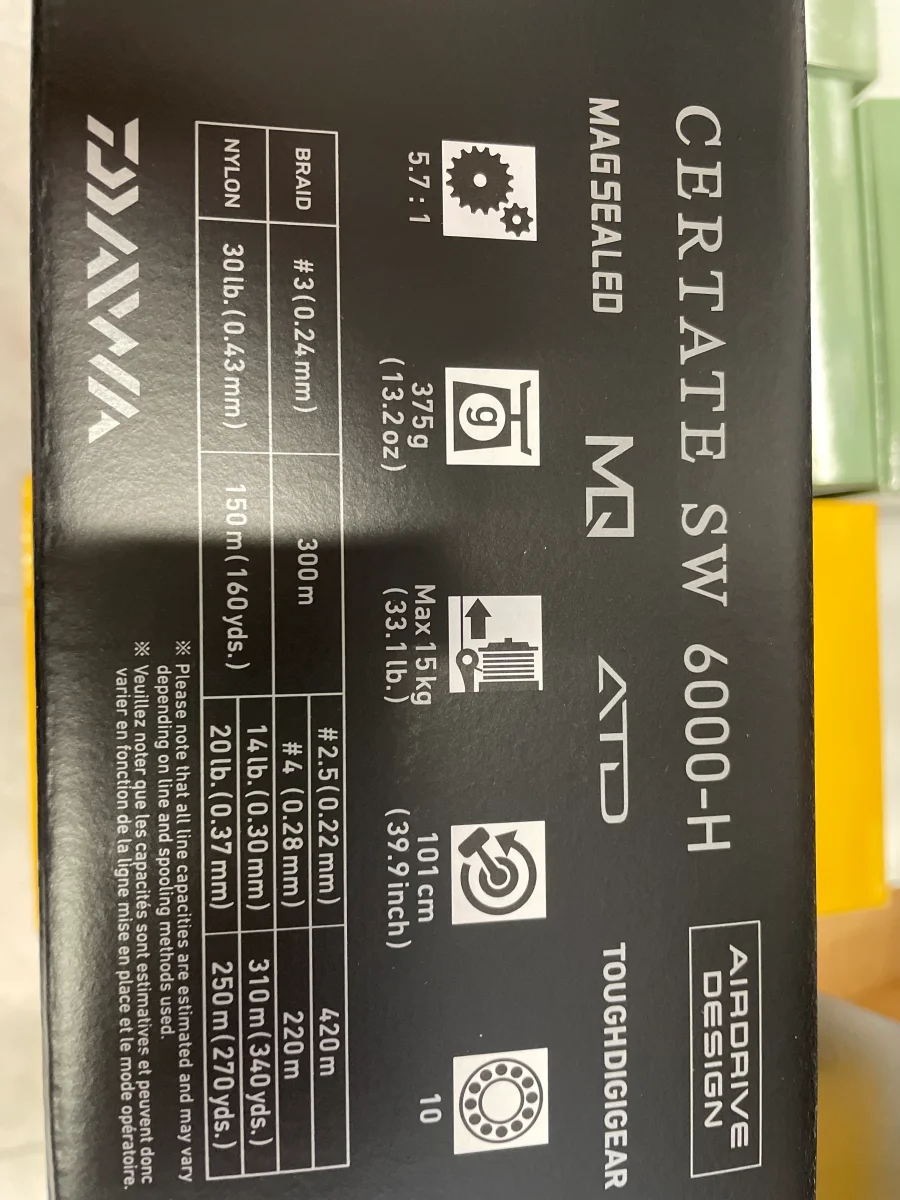 CERTATE SW 6000-H
AIRDRIVE
DESIGN
MAGSEALED MQ ATD TOUGHDIGIGEAR
g
5.7:1
375g
(13.2oz)
Max15kg
(33.1lb.)
101cm
(39.9inch)
10
BRAID #3(0.24mm) 300m #2.5(0.22mm) 420m
#4 (0.28mm) 220m
NYLON 30lb.(0.43mm) 150m(160yds.) 14lb.(0.30mm) 310m(340yds.)
20lb.(0.37mm) 250m(270yds.)
※ Please note that all line capacities are estimated and may vary
depending on line and spooling methods used.
※ Veuillez noter que les capacités sont estimatives et peuvent donc
varier en fonction de la ligne mise en place et le mode opératoire.
DAIWA